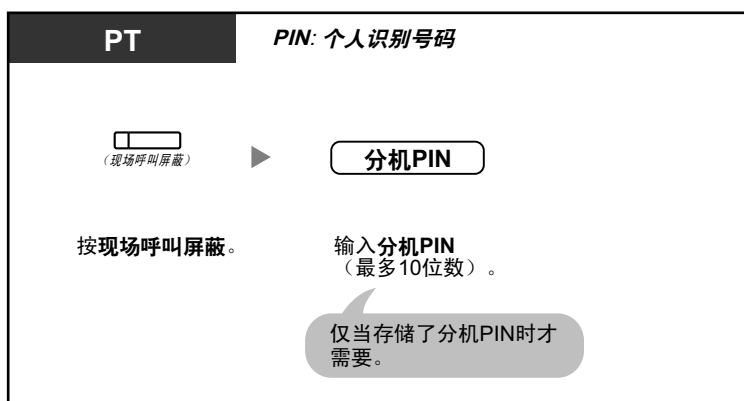 PT
PIN: 个人识别号码
（现场呼叫屏蔽）
分机PIN
按现场呼叫屏蔽。
输入分机PIN
（最多10位数）。
仅当存储了分机PIN时才
需要。